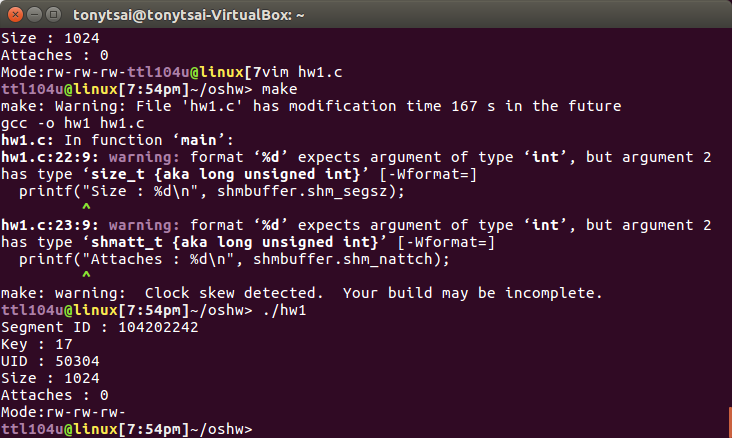 tonytsai@tonytsai-VirtualBox: ~
Size : 1024
Attaches : 0
Mode:rw-rw-rw-ttl104u@linux[7vim hw1.c
ttl104u@linux[7:54pm]~/oshw> make
make: Warning: File 'hw1.c' has modification time 167 s in the future
gcc -o hw1 hw1.c
hw1.c: In function ‘main’:
hw1.c:22:9: warning: format ‘%d’ expects argument of type ‘int’, but argument 2
has type ‘size_t {aka long unsigned int}’ [-Wformat=]
  printf("Size : %d\n", shmbuffer.shm_segsz);
         ^
hw1.c:23:9: warning: format ‘%d’ expects argument of type ‘int’, but argument 2
has type ‘shmatt_t {aka long unsigned int}’ [-Wformat=]
  printf("Attaches : %d\n", shmbuffer.shm_nattch);
         ^
make: warning:  Clock skew detected.  Your build may be incomplete.
ttl104u@linux[7:54pm]~/oshw> ./hw1
Segment ID : 104202242
Key : 17
UID : 50304
Size : 1024
Attaches : 0
Mode:rw-rw-rw-
ttl104u@linux[7:54pm]~/oshw>